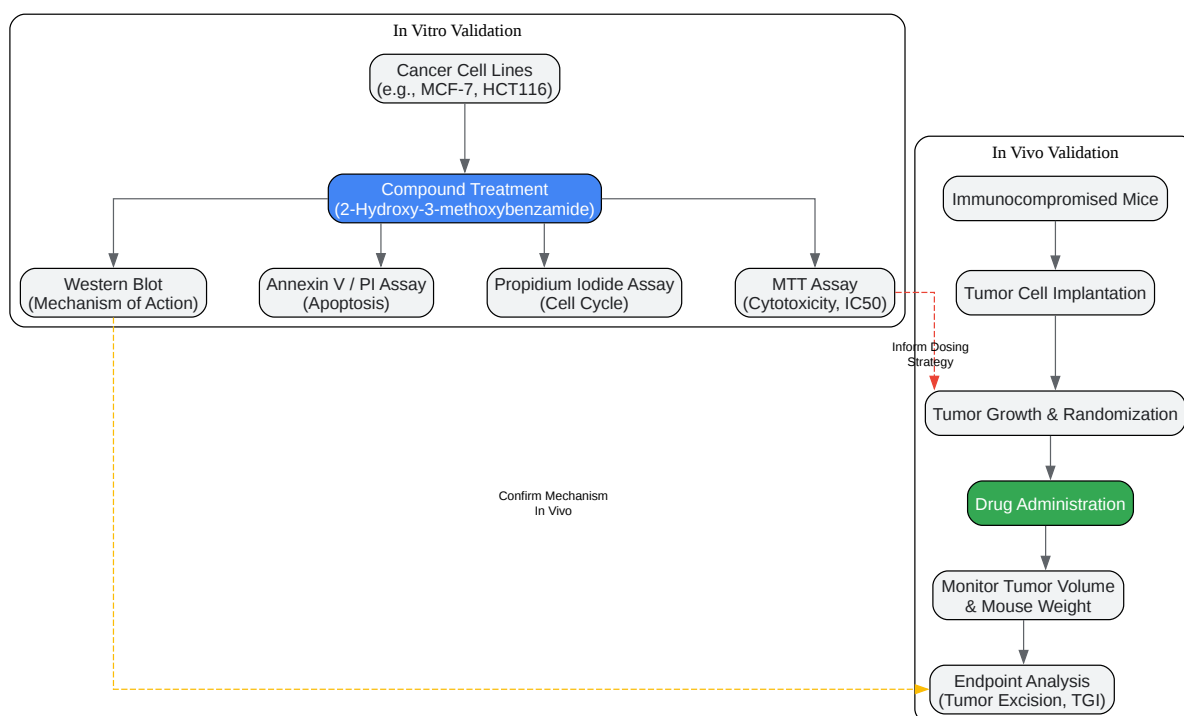 In Vitro Validation
Cancer Cell Lines
(e.g., MCF-7, HCT116)
Compound Treatment
(2-Hydroxy-3-methoxybenzamide)
Western Blot
(Mechanism of Action)
Annexin V / PI Assay
(Apoptosis)
Propidium Iodide Assay
(Cell Cycle)
MTT Assay
(Cytotoxicity, IC50)
Inform Dosing
Strategy
Confirm Mechanism
In Vivo
In Vivo Validation
Immunocompromised Mice
Tumor Cell Implantation
Tumor Growth & Randomization
Drug Administration
Monitor Tumor Volume
& Mouse Weight
Endpoint Analysis
(Tumor Excision, TGI)